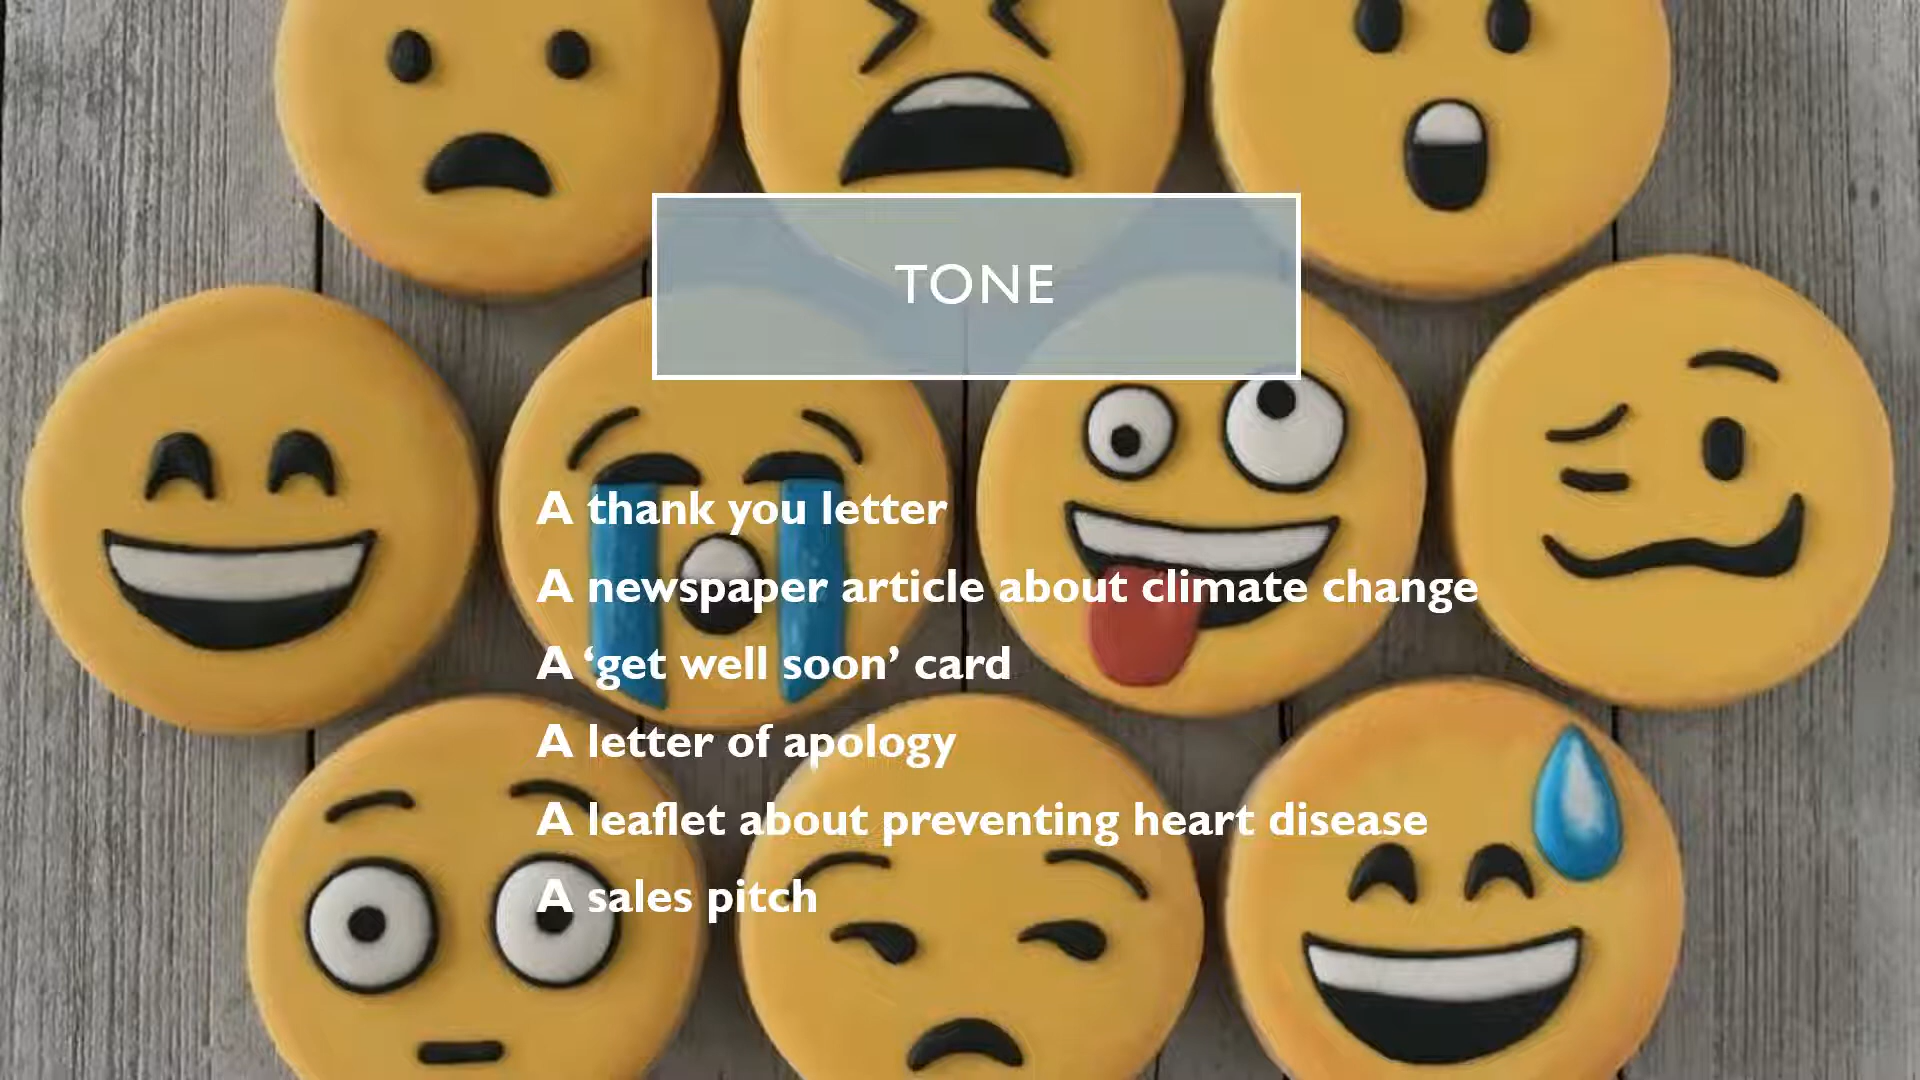 TONE
A thank you letter
A newspaper article about climate change
A ‘get well soon’ card
A letter of apology
A leaflet about preventing heart disease
A sales pitch